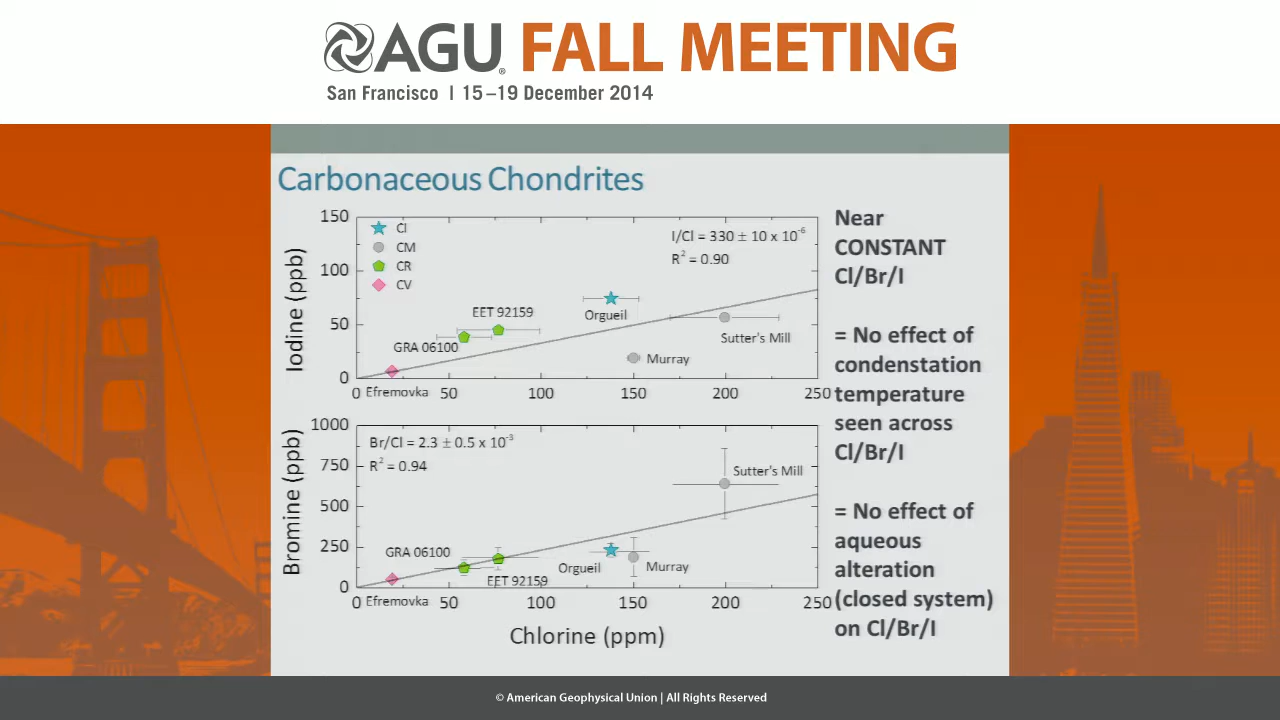 AGU® FALL MEETING
San Francisco | 15–19 December 2014
Carbonaceous Chondrites
Iodine (ppb)
150
100
50
0
CI
CM
CR
CV
I/Cl = 330 ± 10 x 10⁻⁶
R² = 0.90
EET 92159
GRA 06100
Orgueil
Sutter's Mill
Murray
0 Efremovka 50 100 150 200 250
Bromine (ppb)
1000
750
500
250
0
Br/Cl = 2.3 ± 0.5 x 10⁻³
R² = 0.94
Sutter's Mill
GRA 06100
EET 92159
Orgueil
Murray
0 Efremovka 50 100 150 200 250
Chlorine (ppm)
Near
CONSTANT
Cl/Br/I
= No effect of
condenstation
temperature
seen across
Cl/Br/I
= No effect of
aqueous
alteration
(closed system)
on Cl/Br/I
© American Geophysical Union | All Rights Reserved